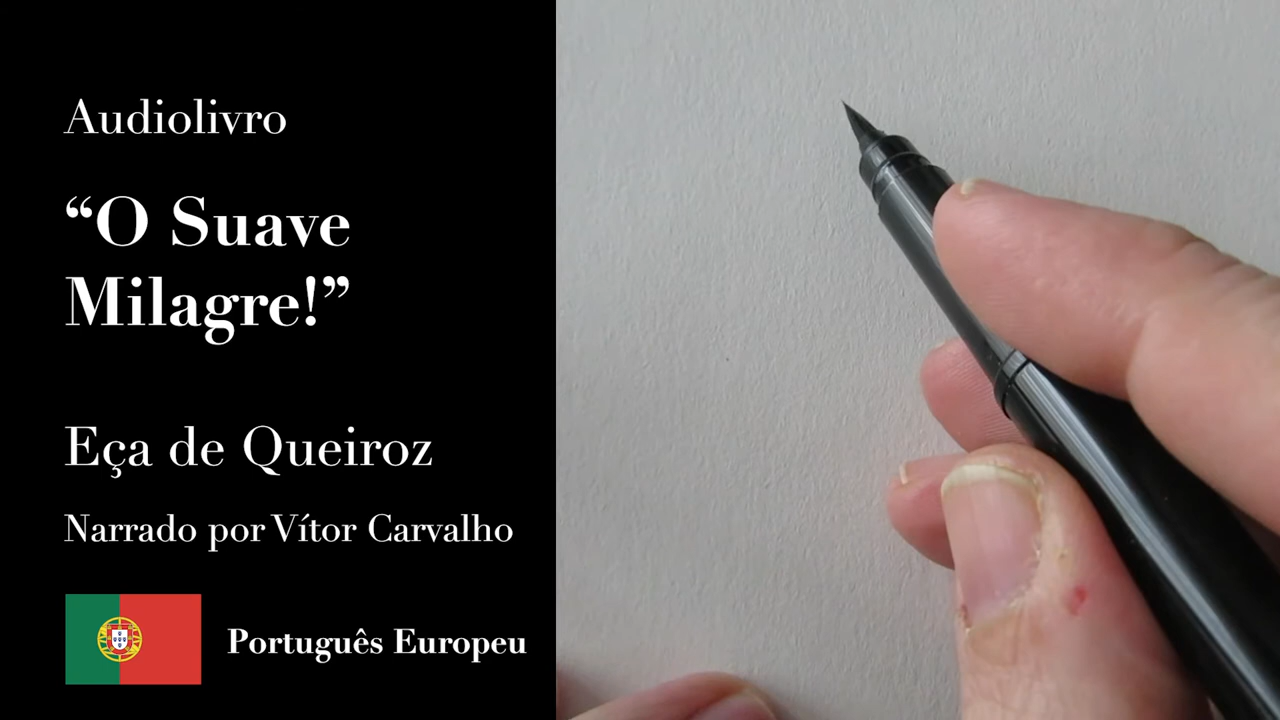 Audiolivro
“O Suave
Milagre!”
Eça de Queiroz
Narrado por Vítor Carvalho
Português Europeu